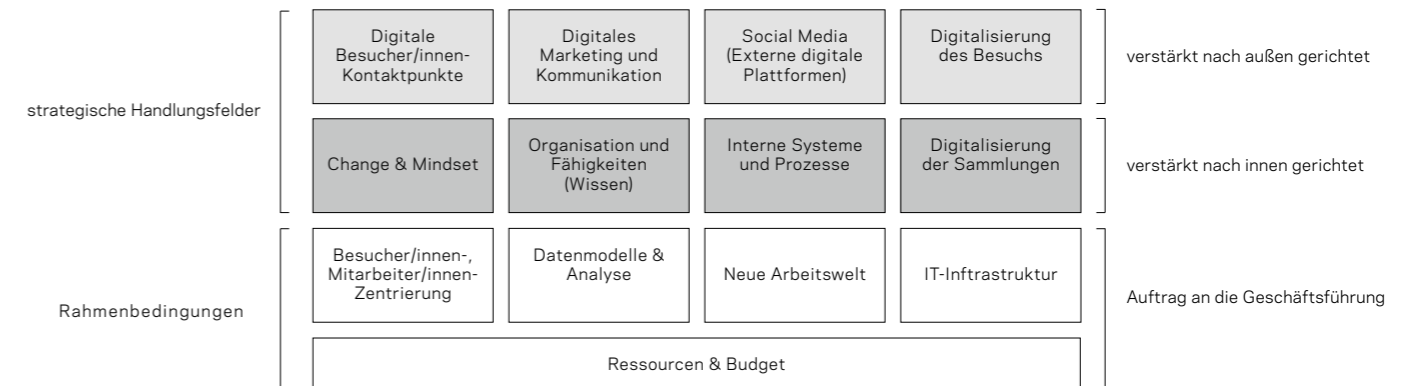 Digitale
Besucher/innen-
Kontaktpunkte
Digitales
Marketing und
Kommunikation
Social Media
(Externe digitale
Plattformen)
Digitalisierung
des Besuchs
verstärkt nach außen gerichtet
strategische Handlungsfelder
Change & Mindset
Organisation und
Fähigkeiten
(Wissen)
Interne Systeme
und Prozesse
Digitalisierung
der Sammlungen
verstärkt nach innen gerichtet
Rahmenbedingungen
Besucher/innen-,
Mitarbeiter/innen-
Zentrierung
Datenmodelle &
Analyse
Neue Arbeitswelt
IT-Inftrastruktur
Auftrag an die Geschäftsführung
Ressourcen & Budget